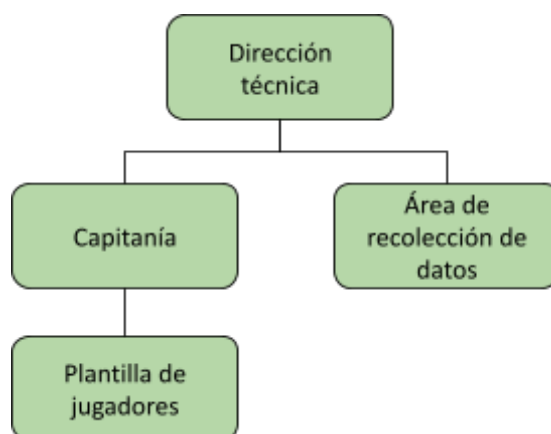 Dirección
técnica
Capitanía
Área de
recolección de
datos
Plantilla de
jugadores